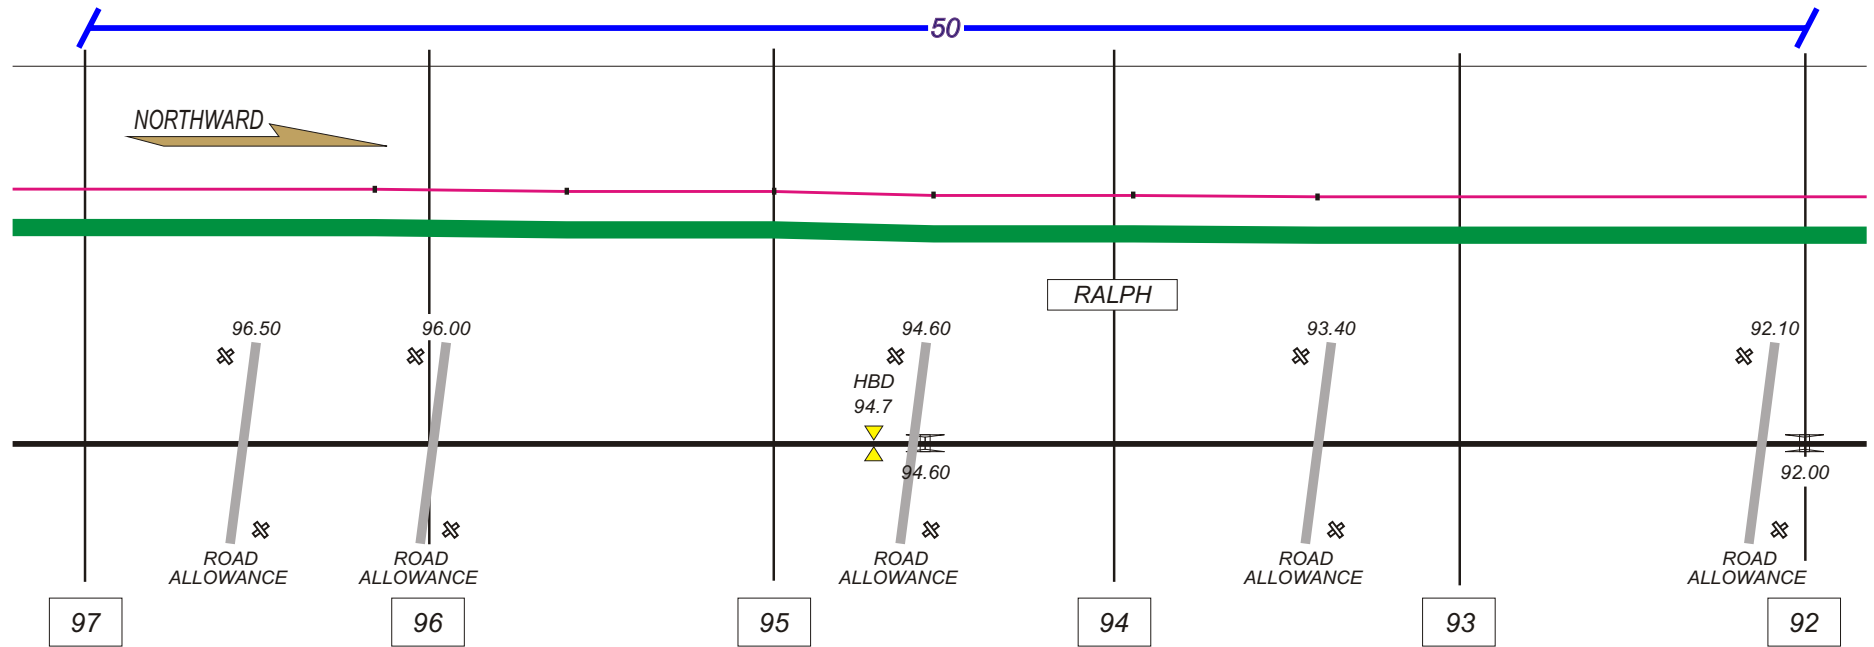 50
NORTHWARD
RALPH
96.50
96.00
94.60
93.40
92.10
HBD
94.7
94.60
92.00
ROAD
ALLOWANCE
ROAD
ALLOWANCE
ROAD
ALLOWANCE
ROAD
ALLOWANCE
ROAD
ALLOWANCE
97
96
95
94
93
92